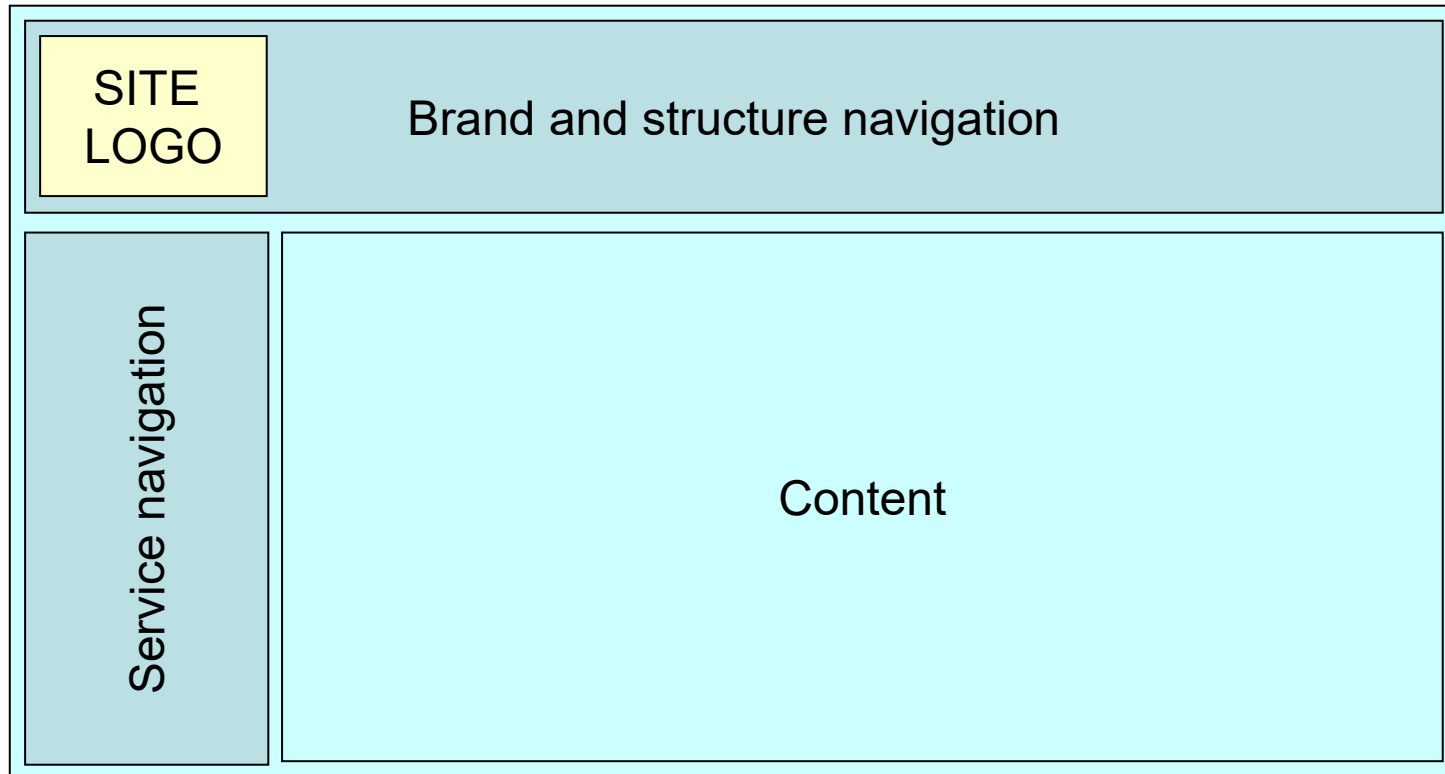 SITE
LOGO
Brand and structure navigation
Service navigation
Content